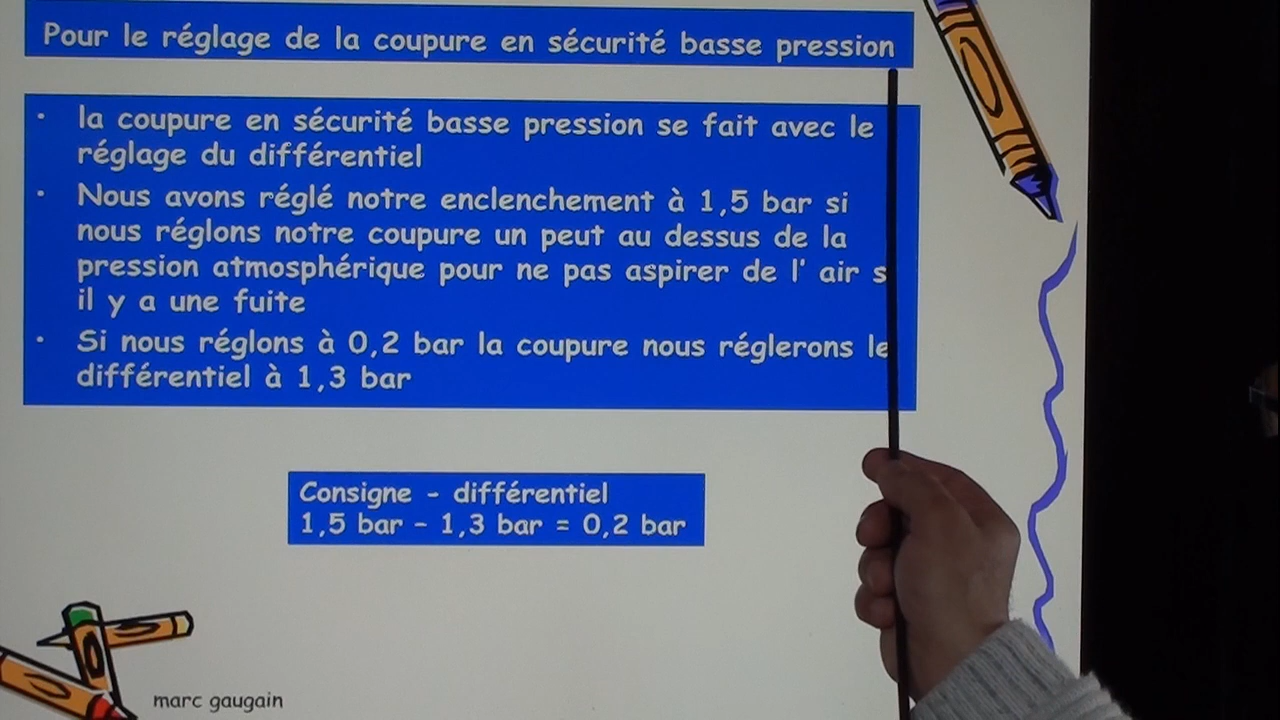 Pour le réglage de la coupure en sécurité basse pression
• la coupure en sécurité basse pression se fait avec le
réglage du différentiel
• Nous avons réglé notre enclenchement à 1,5 bar si
nous réglons notre coupure un peut au dessus de la
pression atmosphérique pour ne pas aspirer de l' air s
il y a une fuite
• Si nous réglons à 0,2 bar la coupure nous réglerons le
différentiel à 1,3 bar
Consigne - différentiel
1,5 bar - 1,3 bar = 0,2 bar
marc gaugain